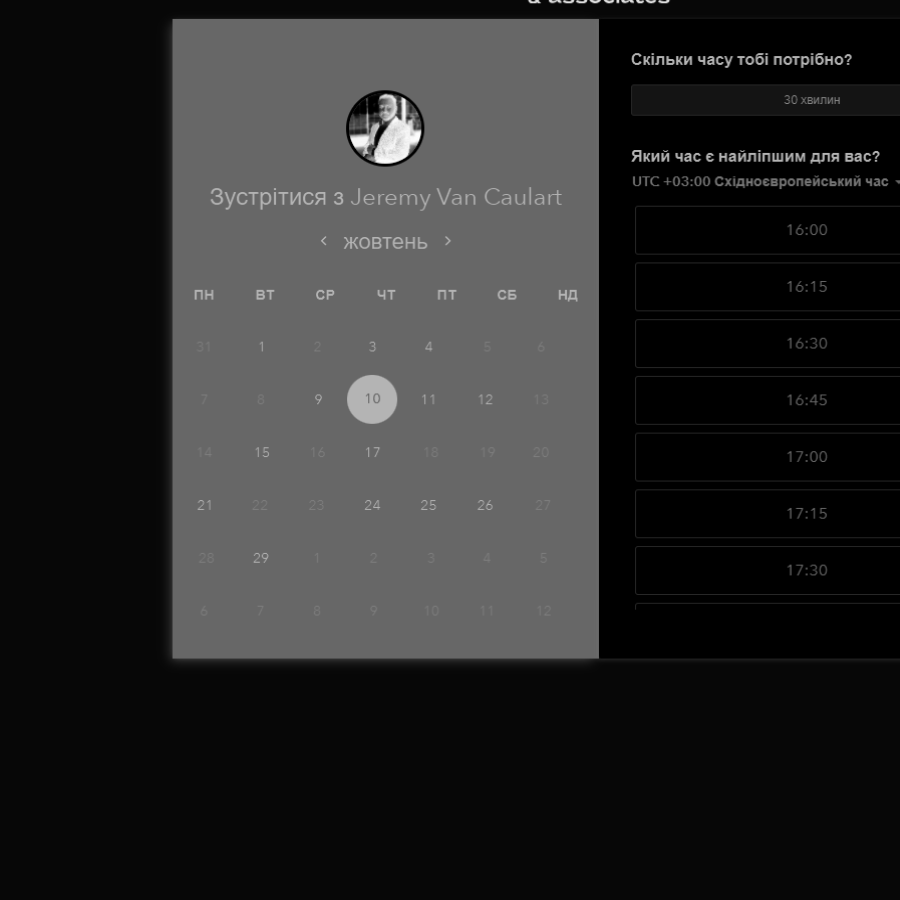 & associates
Зустрітися з Jeremy Van Caulart
жовтень
ПН ВТ СР ЧТ ПТ СБ НД
31 1 2 3 4 5 6
7 8 9 10 11 12 13
14 15 16 17 18 19 20
21 22 23 24 25 26 27
28 29 1 2 3 4 5
6 7 8 9 10 11 12
Скільки часу тобі потрібно?
30 хвилин
Який час є найліпшим для вас?
UTC +03:00 Східноєвропейський час
16:00
16:15
16:30
16:45
17:00
17:15
17:30